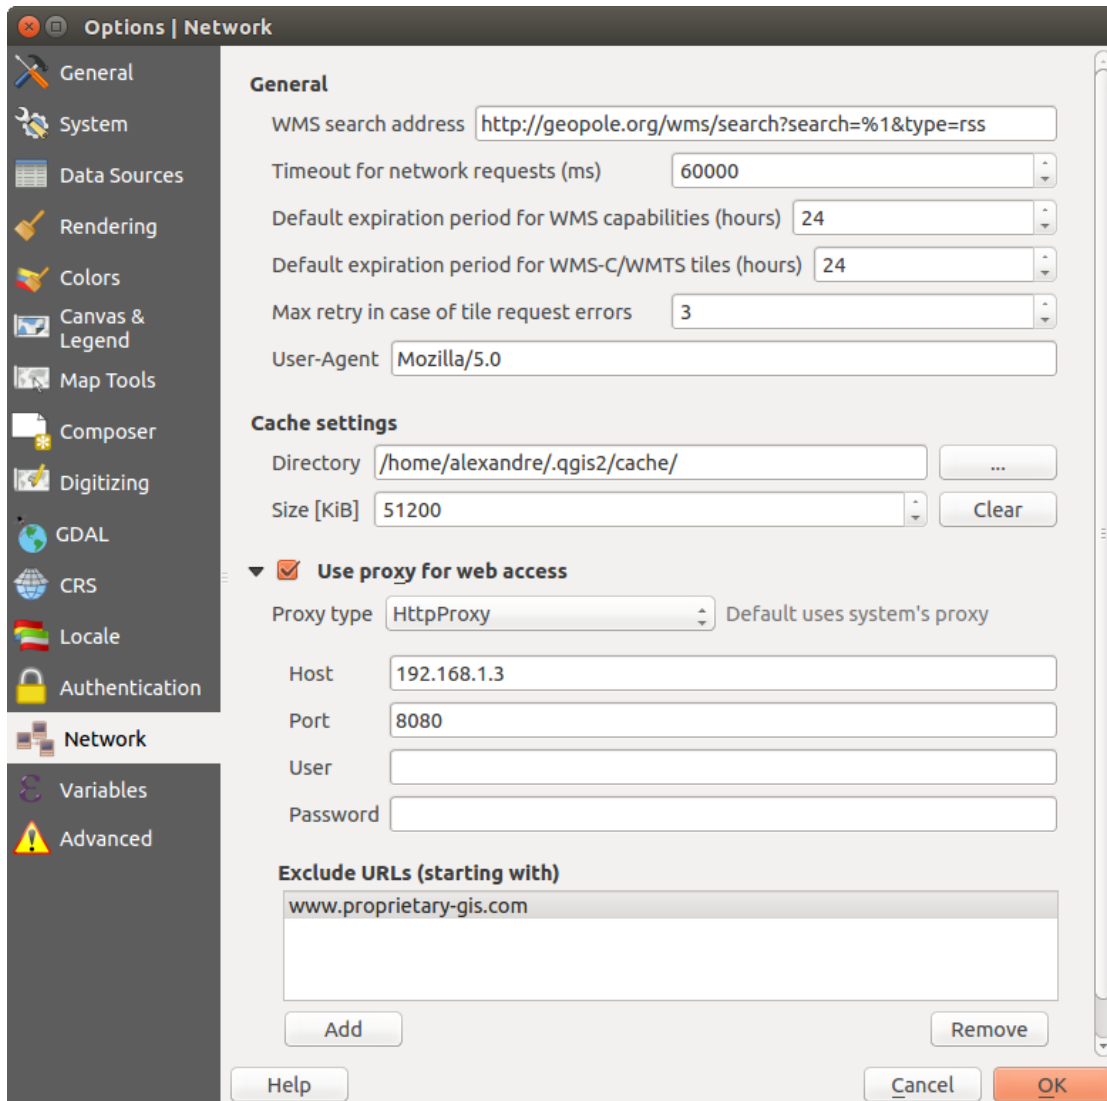 Options | Network
General
System
Data Sources
Rendering
Colors
Canvas &
Legend
Map Tools
Composer
Digitizing
GDAL
CRS
Locale
Authentication
Network
Variables
Advanced
General
WMS search address http://geopole.org/wms/search?search=%1&type=rss
Timeout for network requests (ms) 60000
Default expiration period for WMS capabilities (hours) 24
Default expiration period for WMS-C/WMTS tiles (hours) 24
Max retry in case of tile request errors 3
User-Agent Mozilla/5.0
Cache settings
Directory /home/alexandre/.qgis2/cache/ ...
Size [KiB] 51200 Clear
Use proxy for web access
Proxy type HttpProxy Default uses system's proxy
Host 192.168.1.3
Port 8080
User
Password
Exclude URLs (starting with)
www.proprietary-gis.com
Add Remove
Help Cancel OK